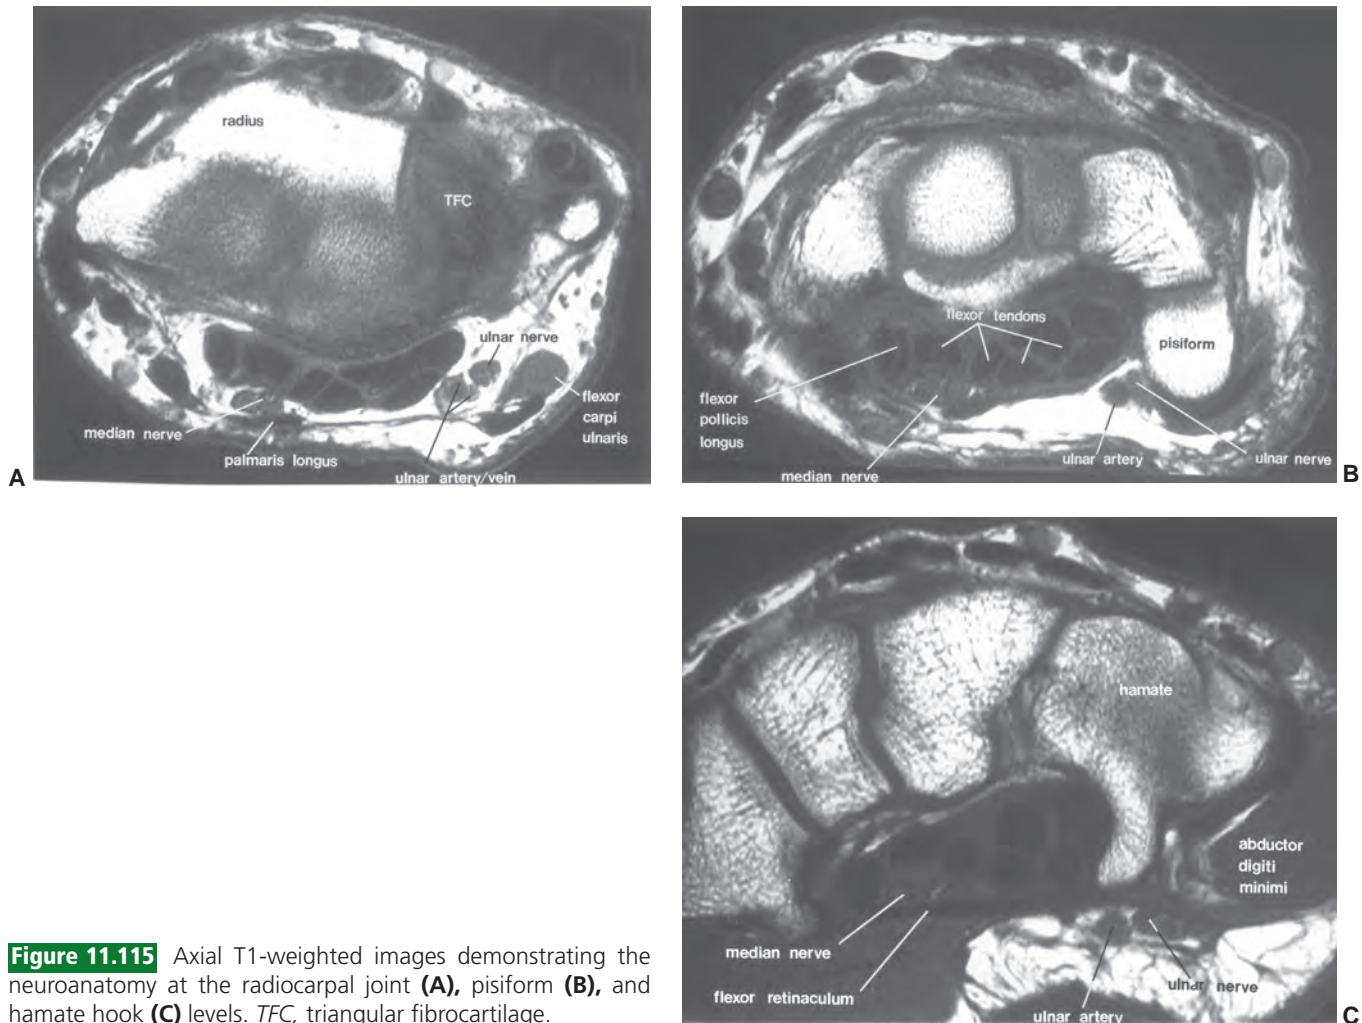 radius
TFC
ulnar nerve
flexor
carpi
ulnaris
median nerve
palmaris longus
ulnar artery/vein
A
flexor tendons
pisiform
flexor
pollicis
longus
ulnar artery
ulnar nerve
median nerve
B
hamate
abductor
digiti
minimi
median nerve
flexor retinaculum
ulnar nerve
ulnar artery
C
Figure 11.115 Axial T1-weighted images demonstrating the
neuroanatomy at the radiocarpal joint (A), pisiform (B), and
hamate hook (C) levels. TFC, triangular fibrocartilage.